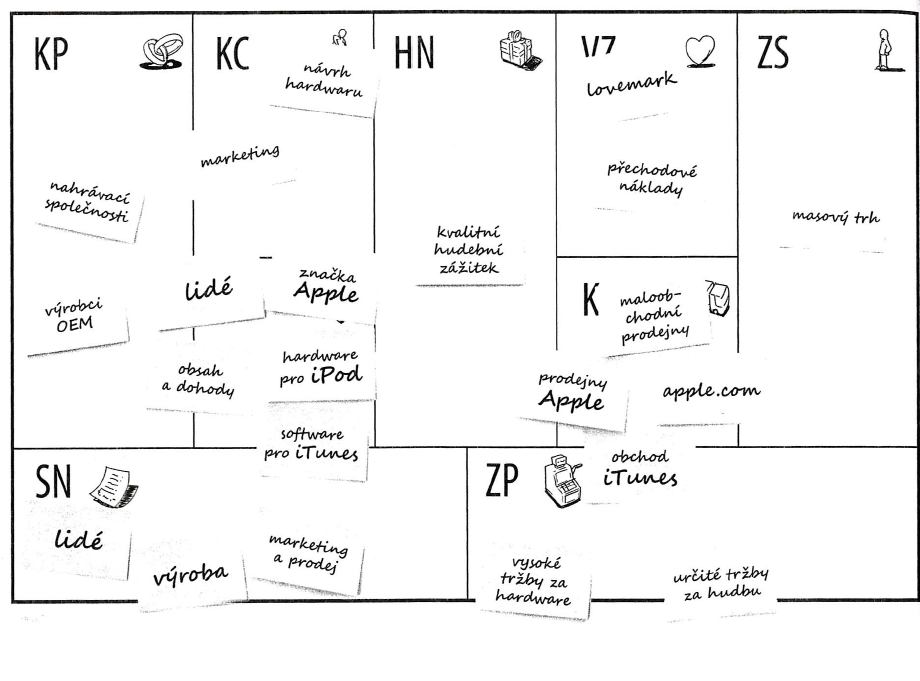 KP
nahrávací
společnosti
výrobci
OEM
KČ
návrh
hardwaru
marketing
lidé
značka
Apple
obsah
a dohody
hardware
pro iPod
software
pro iTunes
HN
kvalitní
hudební
zážitek
VZ
lovemark
přechodové
náklady
K
maloob-
chodní
prodejny
prodejny
Apple
apple.com
obchod
iTunes
ZS
masový trh
SN
lidé
výroba
marketing
a prodej
ZP
vysoké
tržby za
hardware
určité tržby
za hudbu